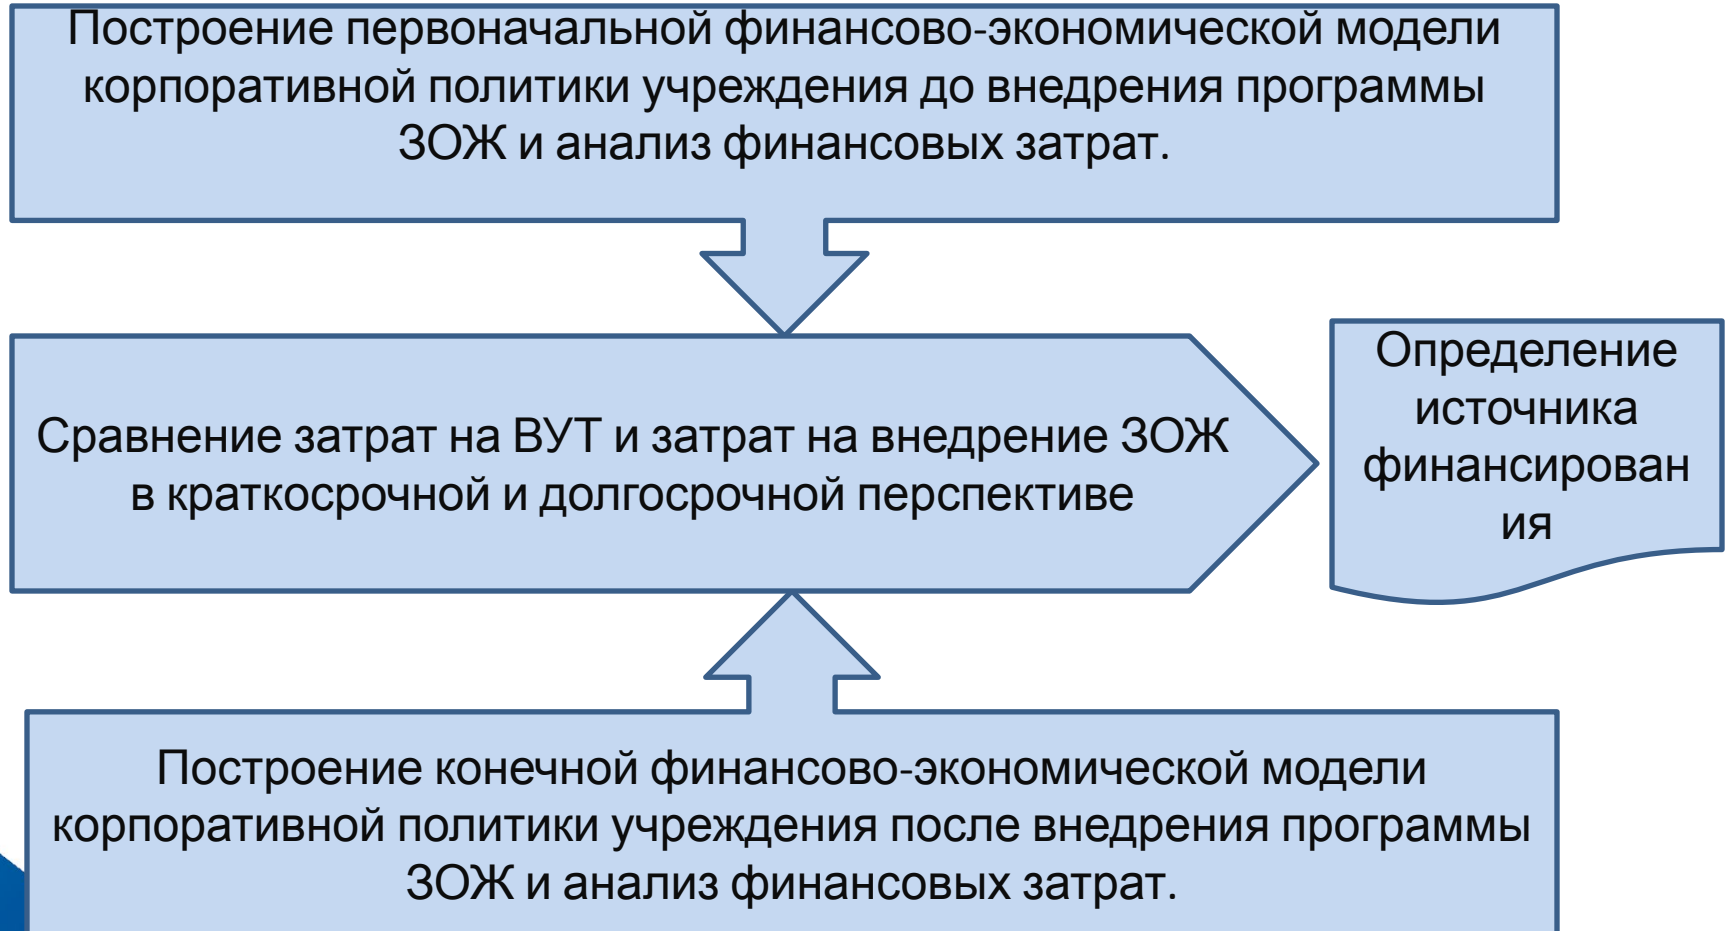 Построение первоначальной финансово-экономической модели
корпоративной политики учреждения до внедрения программы
ЗОЖ и анализ финансовых затрат.
Сравнение затрат на ВУТ и затрат на внедрение ЗОЖ
в краткосрочной и долгосрочной перспективе
Определение
источника
финансирован
ия
Построение конечной финансово-экономической модели
корпоративной политики учреждения после внедрения программы
ЗОЖ и анализ финансовых затрат.